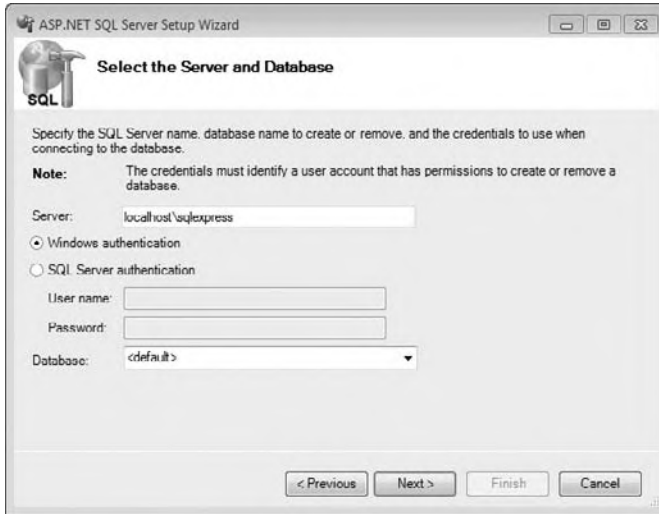 ASP.NET SQL Server Setup Wizard
Select the Server and Database
SQL
Specify the SQL Server name, database name to create or remove, and the credentials to use when
connecting to the database.
Note: The credentials must identify a user account that has permissions to create or remove a
database.
Server: localhost\sqlexpress
Windows authentication
SQL Server authentication
User name:
Password:
Database: <default>
< Previous Next > Finish Cancel